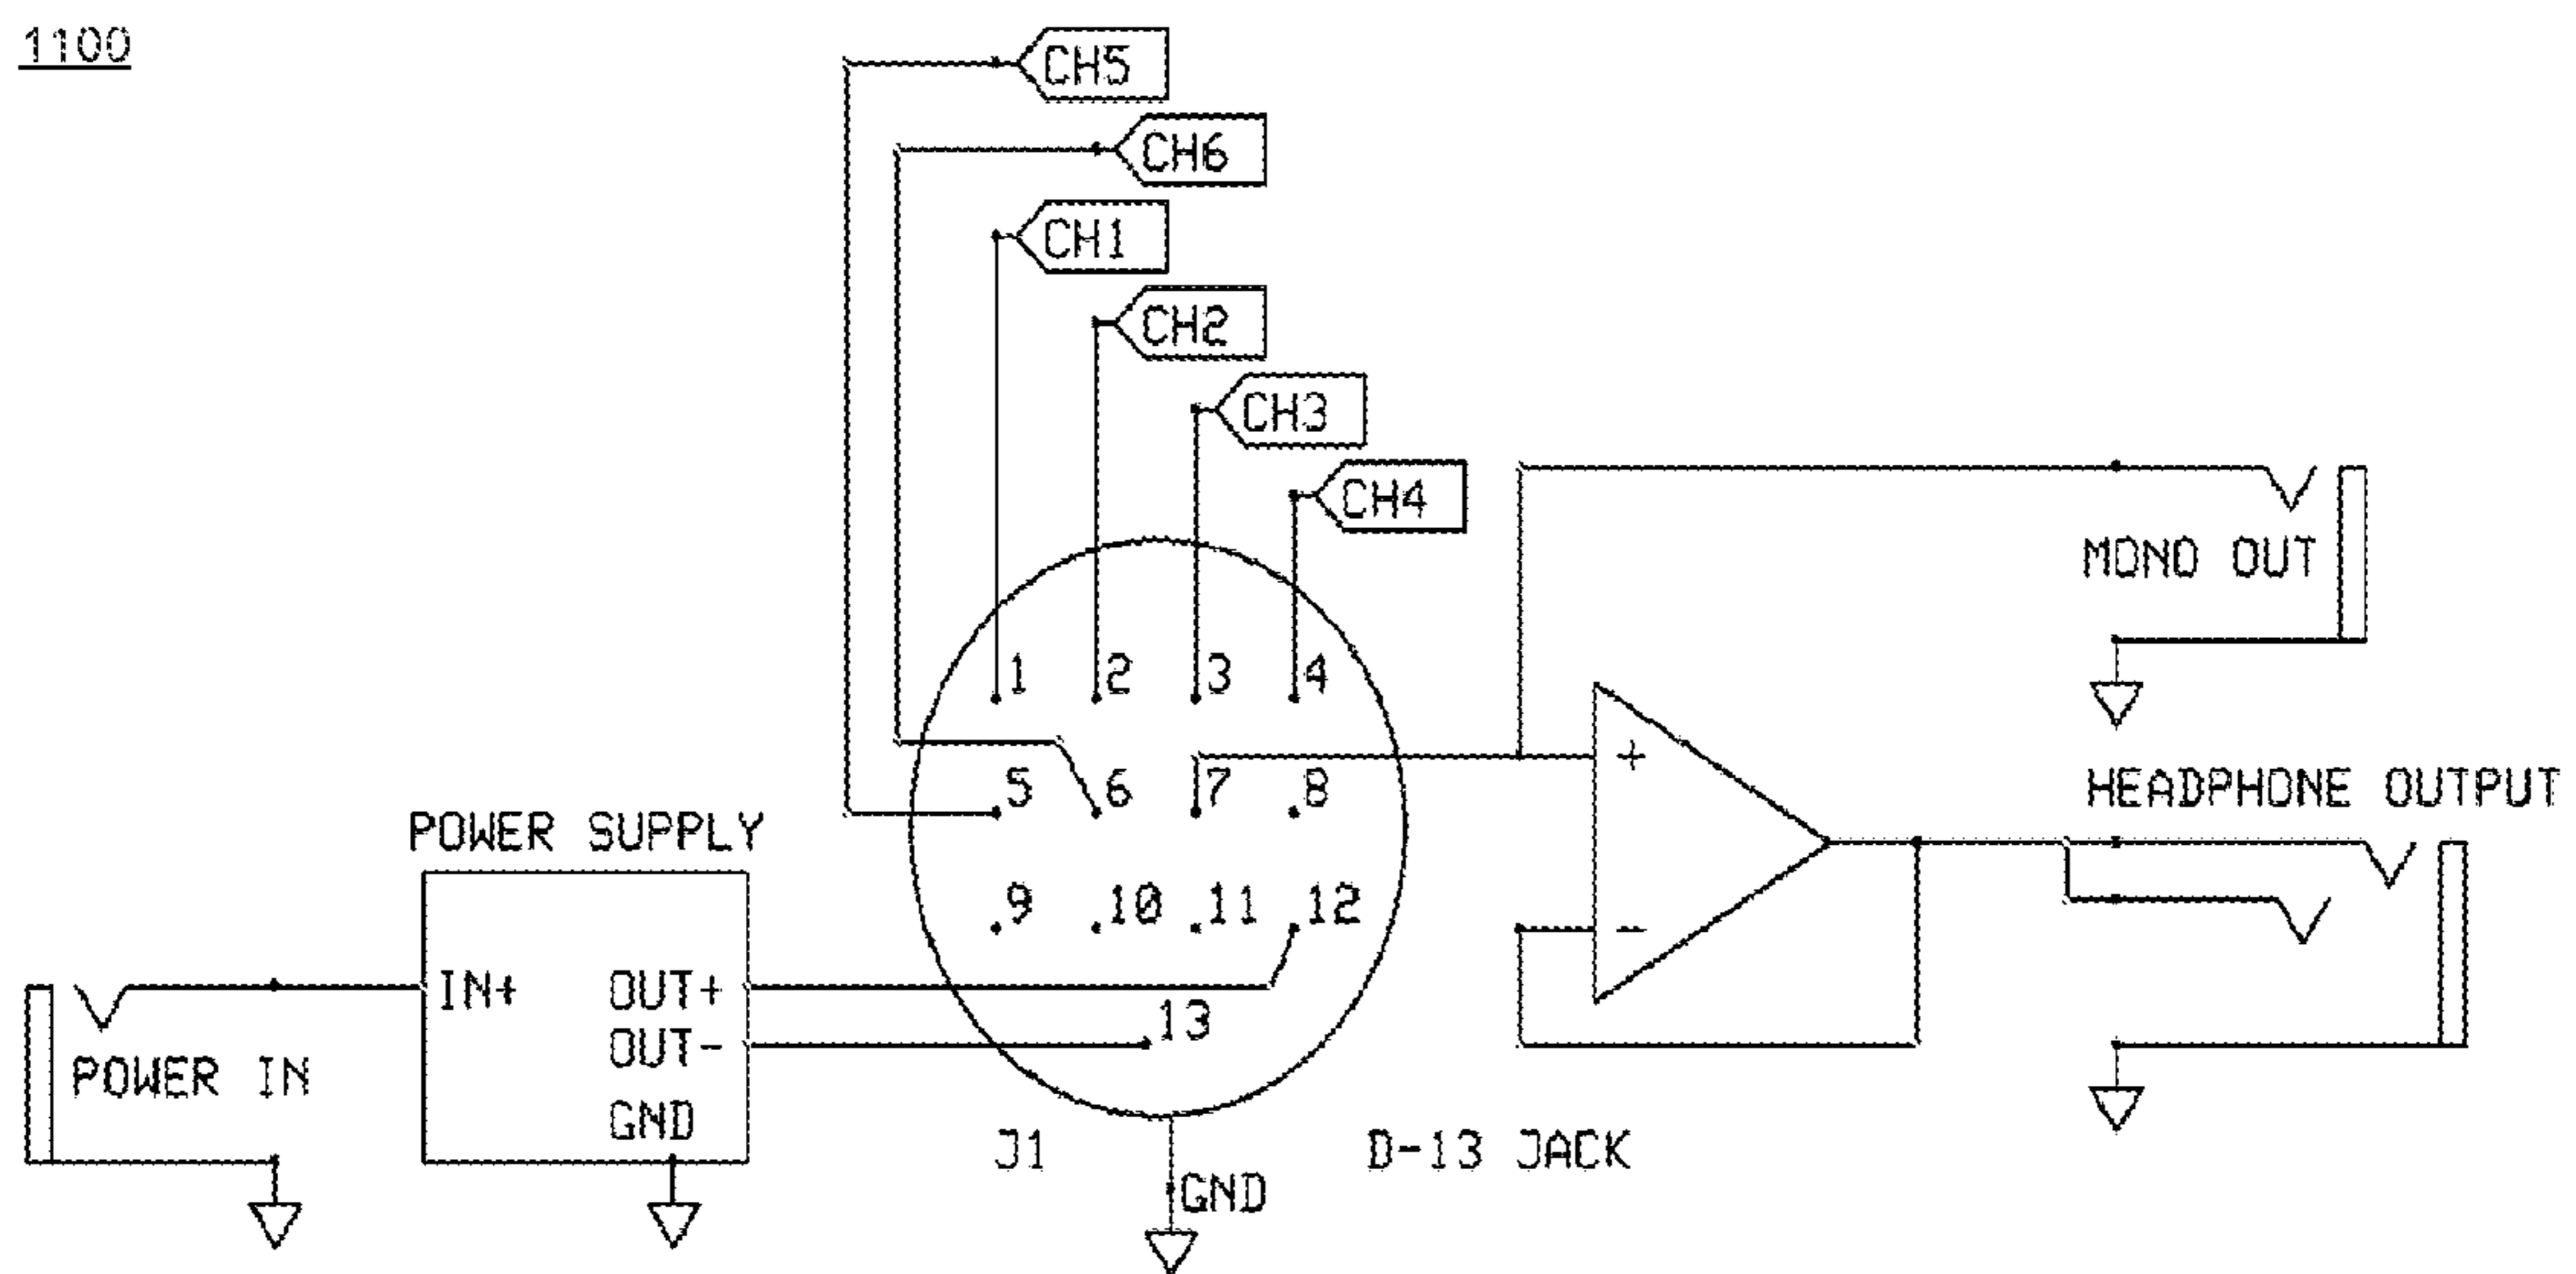 1100
CH5
CH6
CH1
CH2
CH3
CH4
MONO OUT
1 2 3 4
5 6 7 8
+
HEADPHONE OUTPUT
POWER SUPPLY
9 10 11 12
-
IN+ OUT+
13
OUT-
POWER IN
GND
J1 D-13 JACK
GND